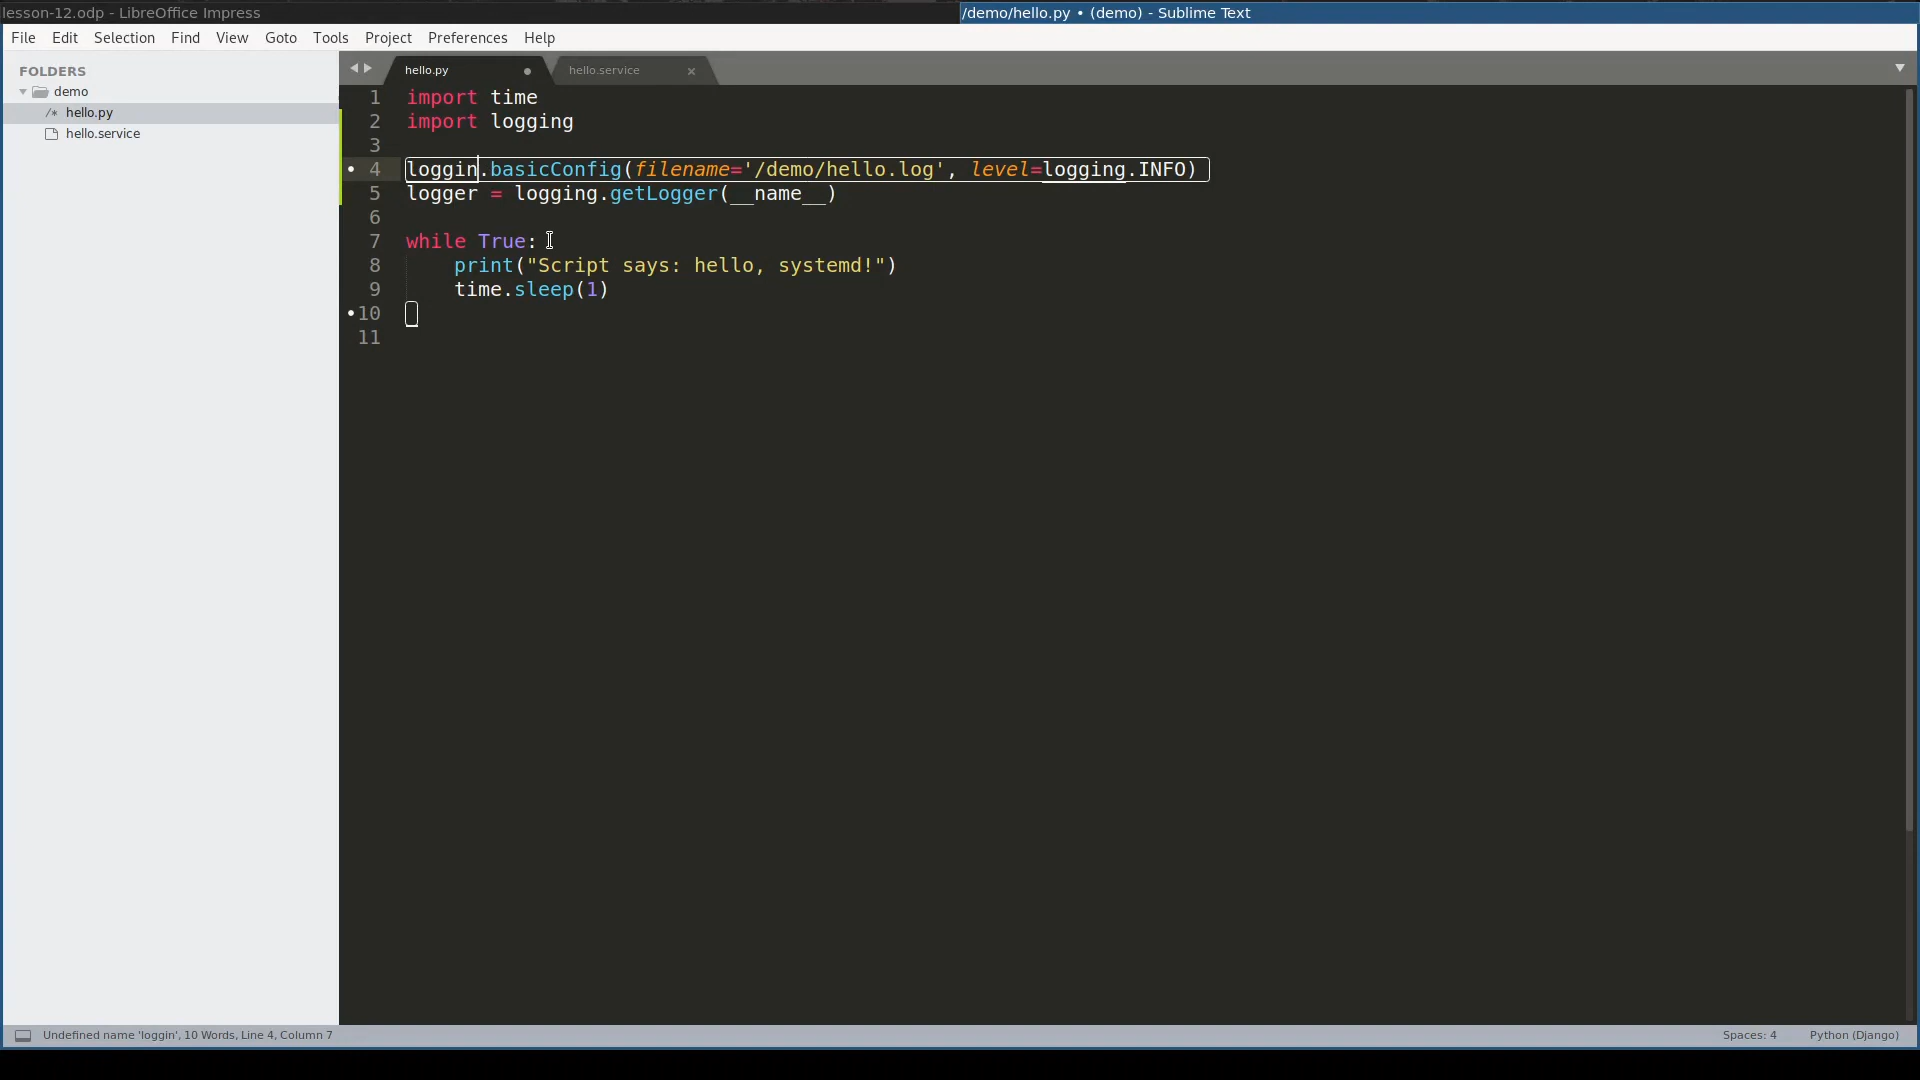 lesson-12.odp - LibreOffice Impress
/demo/hello.py • (demo) - Sublime Text
File Edit Selection Find View Goto Tools Project Preferences Help
FOLDERS
demo
/* hello.py
hello.service
hello.py
hello.service
1 import time
2 import logging
3
4 loggin.basicConfig(filename='/demo/hello.log', level=logging.INFO)
5 logger = logging.getLogger(__name__)
6
7 while True:
8     print("Script says: hello, systemd!")
9     time.sleep(1)
10
11
Undefined name 'loggin', 10 Words, Line 4, Column 7
Spaces: 4
Python (Django)